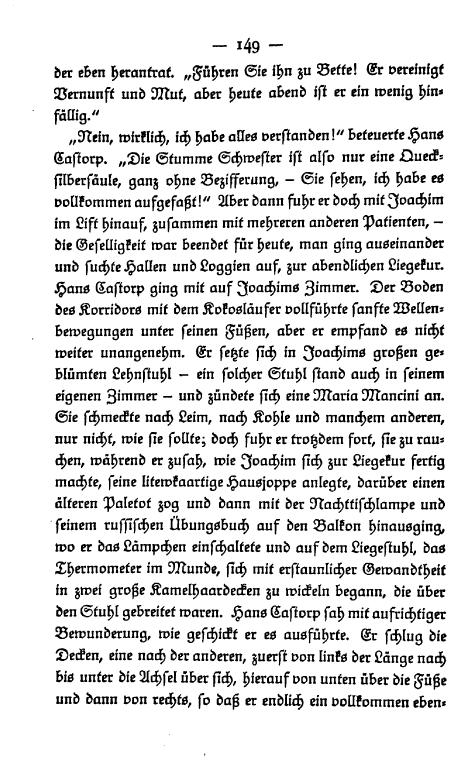 — 149 —
der eben herantrat. „Führen Sie ihn zu Bette! Er vereinigt
Vernunft und Mut, aber heute abend ist er ein wenig hin-
fällig.“
„Nein, wirklich, ich habe alles verstanden!“ beteuerte Hans
Castorp. „Die Stumme Schwester ist also nur eine Queck-
silbersäule, ganz ohne Bezifferung, – Sie sehen, ich habe es
vollkommen aufgefaßt!“ Aber dann fuhr er doch mit Joachim
im Lift hinauf, zusammen mit mehreren anderen Patienten, –
die Geselligkeit war beendet für heute, man ging auseinander
und suchte Hallen und Loggien auf, zur abendlichen Liegekur.
Hans Castorp ging mit auf Joachims Zimmer. Der Boden
des Korridors mit dem Kokosläufer vollführte sanfte Wellen-
bewegungen unter seinen Füßen, aber er empfand es nicht
weiter unangenehm. Er setzte sich in Joachims großen ge-
blümten Lehnstuhl – ein solcher Stuhl stand auch in seinem
eigenen Zimmer – und zündete sich eine Maria Mancini an.
Sie schmeckte nach Leim, nach Kohle und manchem anderen,
nur nicht, wie sie sollte; doch fuhr er trotzdem fort, sie zu rau-
chen, während er zusah, wie Joachim sich zur Liegekur fertig
machte, seine litewkaartige Hausjoppe anlegte, darüber einen
älteren Paletot zog und dann mit der Nachttischlampe und
seinem russischen Übungsbuch auf den Balkon hinausging,
wo er das Lämpchen einschaltete und auf dem Liegestuhl, das
Thermometer im Munde, sich mit erstaunlicher Gewandtheit
in zwei große Kamelhaardecken zu wickeln begann, die über
den Stuhl gebreitet waren. Hans Castorp sah mit aufrichtiger
Bewunderung, wie geschickt er es ausführte. Er schlug die
Decken, eine nach der anderen, zuerst von links der Länge nach
bis unter die Achsel über sich, hierauf von unten über die Füße
und dann von rechts, so daß er endlich ein vollkommen eben-